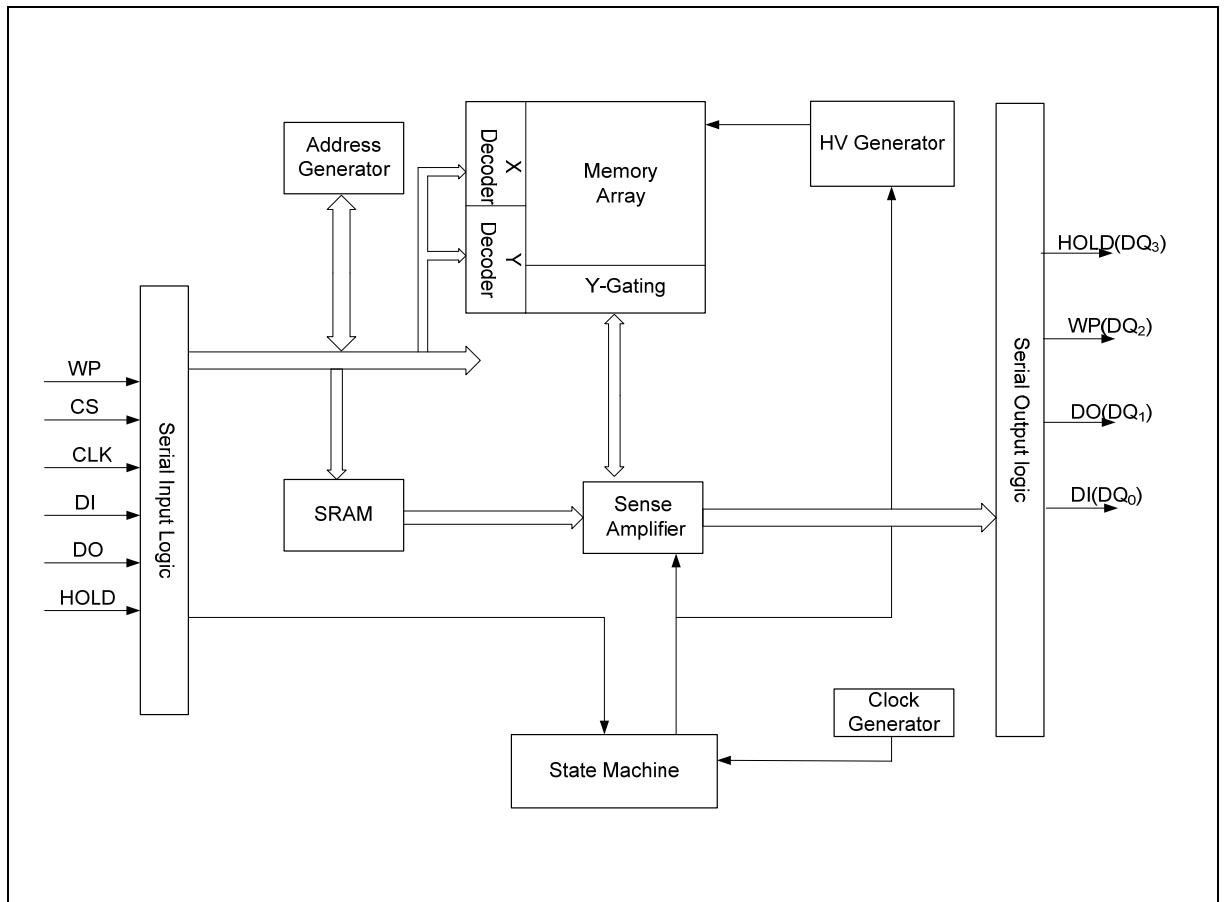 Address
Generator
X
Decoder
Y
Decoder
Memory
Array
Y-Gating
HV Generator
HOLD(DQ₃)
WP(DQ₂)
DO(DQ₁)
DI(DQ₀)
Serial Output logic
WP
CS
CLK
DI
DO
HOLD
Serial Input Logic
SRAM
Sense
Amplifier
Clock
Generator
State Machine